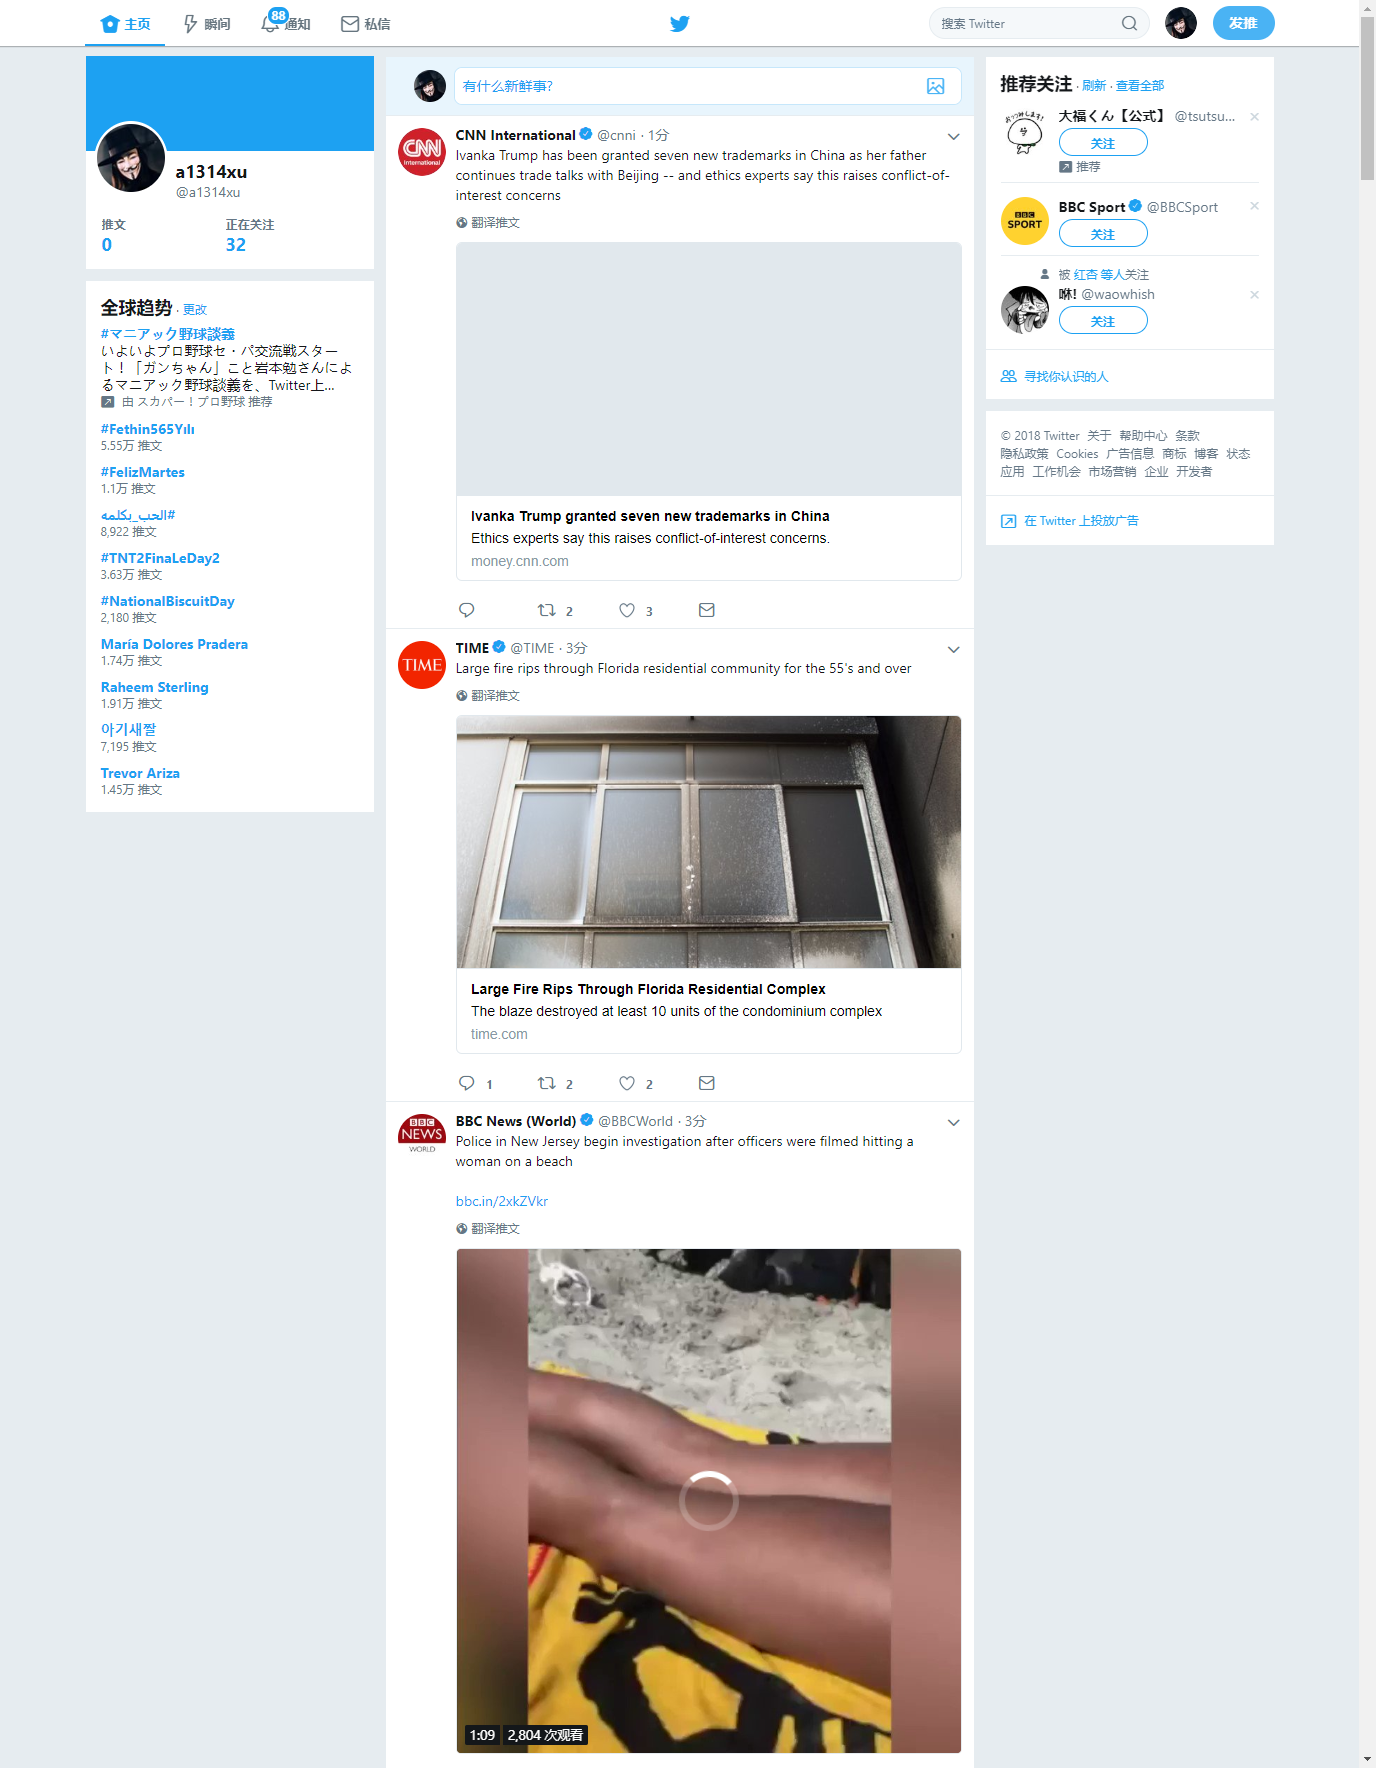 主页
瞬间
88
通知
私信
搜索 Twitter
发推
a1314xu
@a1314xu
推文
正在关注
0
32
全球趋势 · 更改
#マニアック野球談義
いよいよプロ野球セ・パ交流戦スター
ト！「ガンちゃん」こと岩本勉さんによ
るマニアック野球談義を、Twitter上...
由 スカパー！プロ野球 推荐
#Fethin565Yılı
5.55万 推文
#FelizMartes
1.1万 推文
#الحب_بكلمه
8,922 推文
#TNT2FinaLeDay2
3.63万 推文
#NationalBiscuitDay
2,180 推文
María Dolores Pradera
1.74万 推文
Raheem Sterling
1.91万 推文
아기새짤
7,195 推文
Trevor Ariza
1.45万 推文
有什么新鲜事?
CNN International @cnni · 1分
Ivanka Trump has been granted seven new trademarks in China as her father
continues trade talks with Beijing -- and ethics experts say this raises conflict-of-
interest concerns
翻译推文
Ivanka Trump granted seven new trademarks in China
Ethics experts say this raises conflict-of-interest concerns.
money.cnn.com
2
3
TIME @TIME · 3分
Large fire rips through Florida residential community for the 55's and over
翻译推文
Large Fire Rips Through Florida Residential Complex
The blaze destroyed at least 10 units of the condominium complex
time.com
1
2
2
BBC News (World) @BBCWorld · 3分
Police in New Jersey begin investigation after officers were filmed hitting a
woman on a beach
bbc.in/2xkZVkr
翻译推文
1:09
2,804 次观看
CNN
International
TIME
BBC
NEWS
WORLD
推荐关注 · 刷新 · 查看全部
大福くん【公式】 @tsutsu...
关注
推荐
BBC
SPORT
BBC Sport @BBCSport
关注
被 红杏 等人关注
咻! @waowhish
关注
寻找你认识的人
© 2018 Twitter 关于 帮助中心 条款
隐私政策 Cookies 广告信息 商标 博客 状态
应用 工作机会 市场营销 企业 开发者
在 Twitter 上投放广告